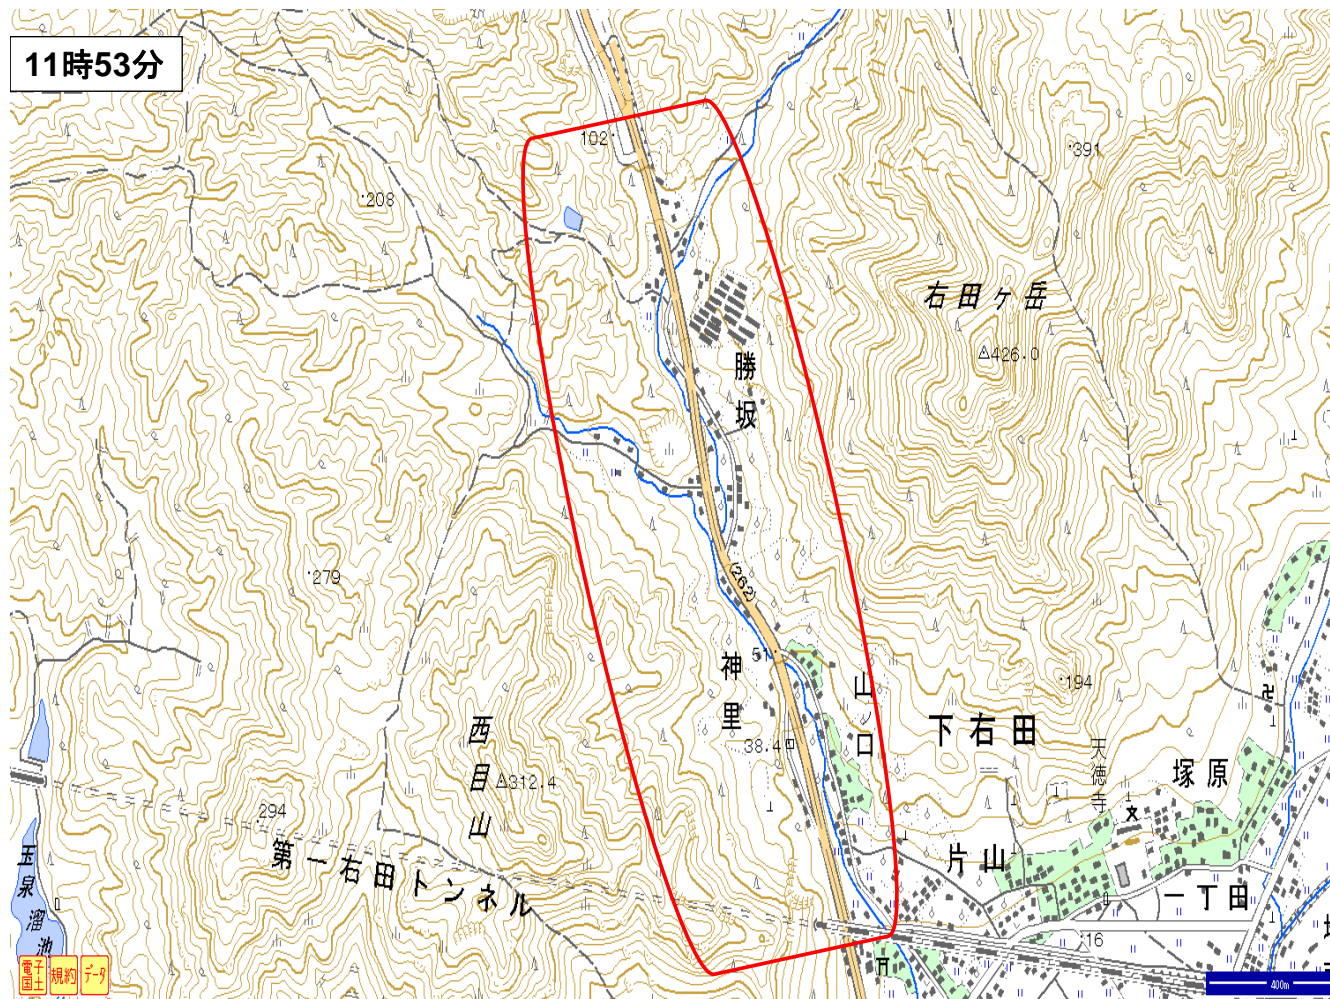 11時53分
102
391
208
右田ヶ岳
426.0
勝坂
279
(262)
神里
51
山ノ口
194
西目山
312.4
38.4
下右田
天徳寺
塚原
文
294
第一右田トンネル
片山
一丁田
玉泉溜池
16
電子国土
規約
データ
400m